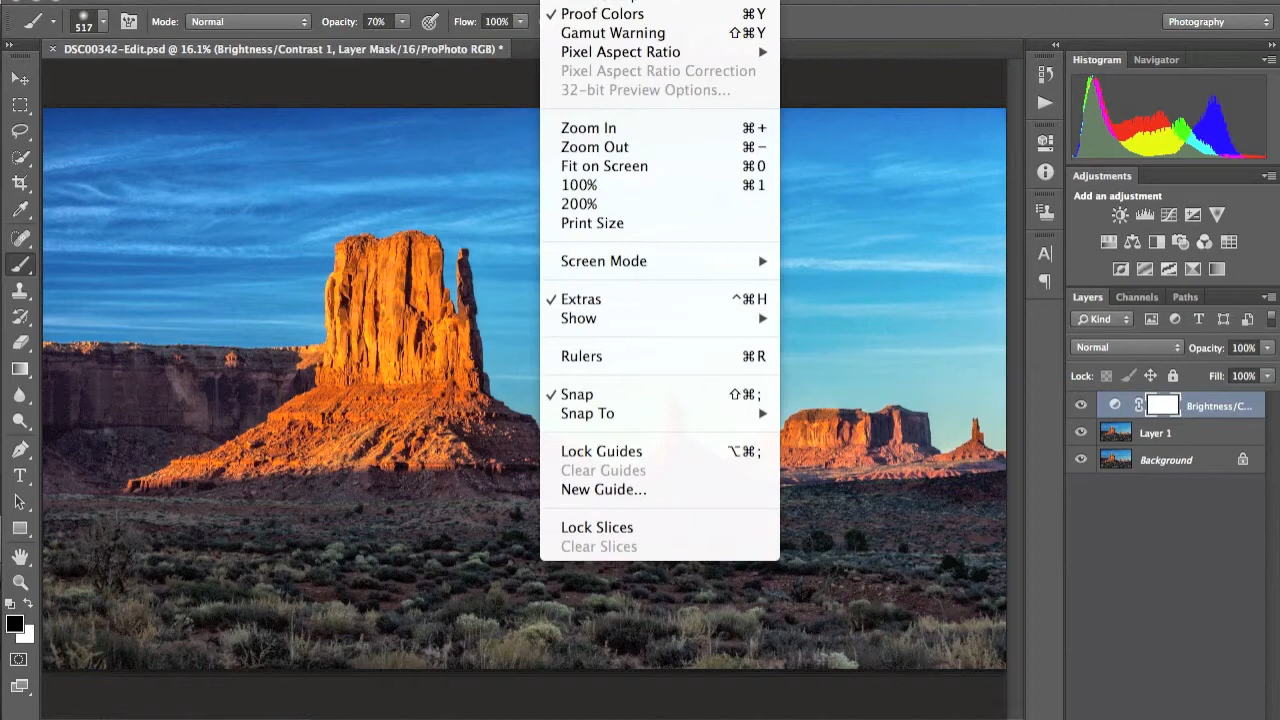 517
Mode: Normal
Opacity: 70%
Flow: 100%
Photography
× DSC00342-Edit.psd @ 16.1% (Brightness/Contrast 1, Layer Mask/16/ProPhoto RGB) *
✓ Proof Colors ⌘Y
Gamut Warning ⇧⌘Y
Pixel Aspect Ratio
Pixel Aspect Ratio Correction
32-bit Preview Options...
Zoom In ⌘+
Zoom Out ⌘−
Fit on Screen ⌘0
100% ⌘1
200%
Print Size
Screen Mode
✓ Extras ^⌘H
Show
Rulers ⌘R
✓ Snap ⇧⌘;
Snap To
Lock Guides ⌥⌘;
Clear Guides
New Guide...
Lock Slices
Clear Slices
Histogram Navigator
Adjustments
Add an adjustment
Layers Channels Paths
Kind
Normal Opacity: 100%
Lock: Fill: 100%
Brightness/C...
Layer 1
Background